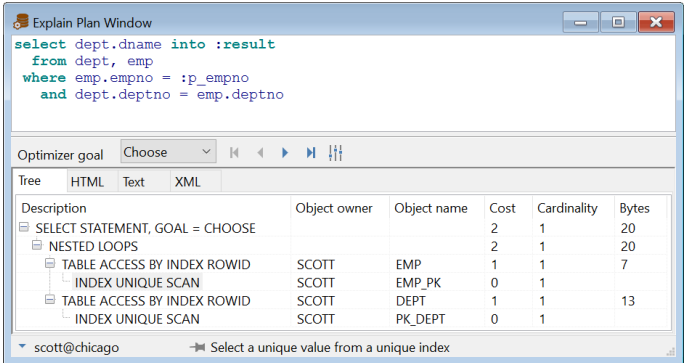 Explain Plan Window
select dept.dname into :result
from dept, emp
where emp.empno = :p_empno
and dept.deptno = emp.deptno
Optimizer goal Choose
Tree HTML Text XML
Description Object owner Object name Cost Cardinality Bytes
SELECT STATEMENT, GOAL = CHOOSE 2 1 20
NESTED LOOPS 2 1 20
TABLE ACCESS BY INDEX ROWID SCOTT EMP 1 1 7
INDEX UNIQUE SCAN SCOTT EMP_PK 0 1
TABLE ACCESS BY INDEX ROWID SCOTT DEPT 1 1 13
INDEX UNIQUE SCAN SCOTT PK_DEPT 0 1
scott@chicago Select a unique value from a unique index